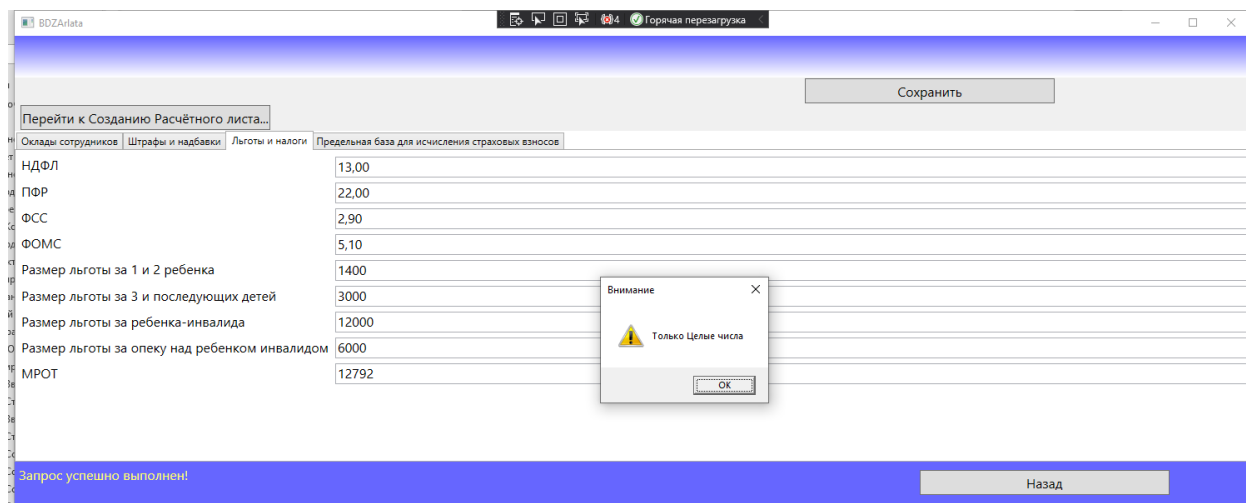 BDZArlata
4 Горячая перезагрузка
Сохранить
Перейти к Созданию Расчётного листа...
Оклады сотрудников Штрафы и надбавки Льготы и налоги Предельная база для исчисления страховых взносов
НДФЛ 13,00
ПФР 22,00
ФСС 2,90
ФОМС 5,10
Размер льготы за 1 и 2 ребенка 1400
Размер льготы за 3 и последующих детей 3000
Размер льготы за ребенка-инвалида 12000
Размер льготы за опеку над ребенком инвалидом 6000
МРОТ 12792
Внимание
Только Целые числа
ОК
Запрос успешно выполнен!
Назад